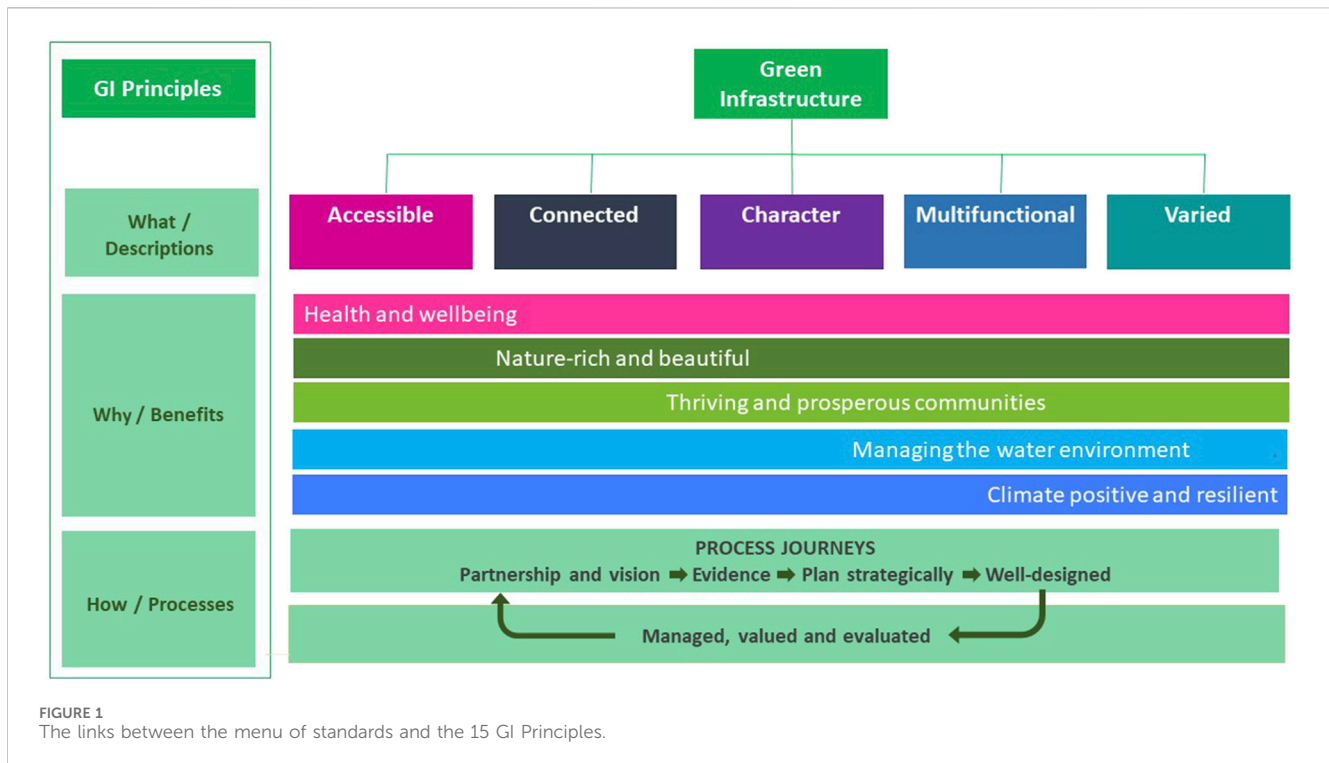 GI Principles
Green
Infrastructure
What /
Descriptions
Accessible
Connected
Character
Multifunctional
Varied
Why / Benefits
Health and wellbeing
Nature-rich and beautiful
Thriving and prosperous communities
Managing the water environment
Climate positive and resilient
How / Processes
PROCESS JOURNEYS
Partnership and vision ➡ Evidence ➡ Plan strategically ➡ Well-designed
Managed, valued and evaluated
FIGURE 1
The links between the menu of standards and the 15 GI Principles.